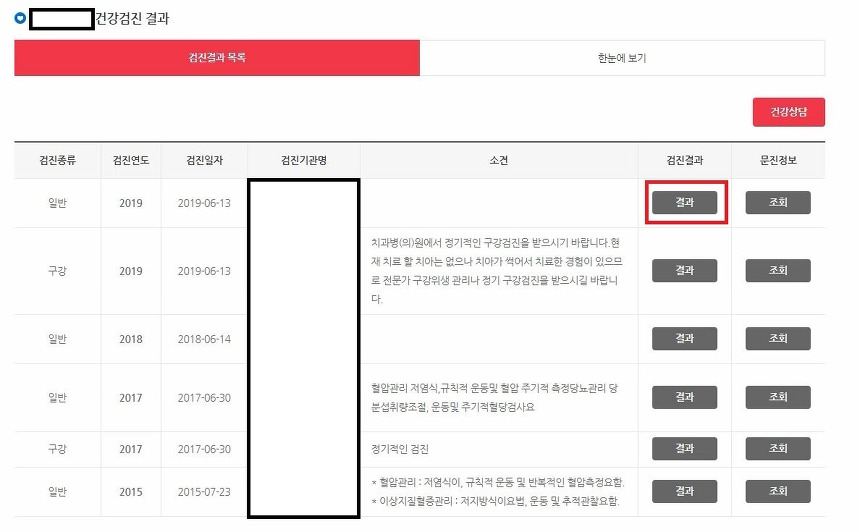 건강검진 결과
검진결과 목록
한눈에 보기
건강상담
검진종류 검진연도 검진일자 검진기관명 소견 검진결과 문진정보
일반 2019 2019-06-13 결과 조회
구강 2019 2019-06-13
치과병(의)원에서 정기적인 구강검진을 받으시기 바랍니다.현
재 치료 할 치아는 없으나 치아가 썩어서 치료한 경험이 있으므
로 전문가 구강위생 관리나 정기 구강검진을 받으시길 바랍니
다.
결과 조회
일반 2018 2018-06-14 결과 조회
일반 2017 2017-06-30
혈압관리 저염식,규칙적 운동및 혈압 주기적 측정당뇨관리 당
분섭취량조절, 운동및 주기적혈당검사요
결과 조회
구강 2017 2017-06-30 정기적인 검진 결과 조회
일반 2015 2015-07-23
* 혈압관리 : 저염식이, 규칙적 운동 및 반복적인 혈압측정요함.
* 이상지질혈증관리 : 저지방식이요법, 운동 및 추적관찰요함.
결과 조회